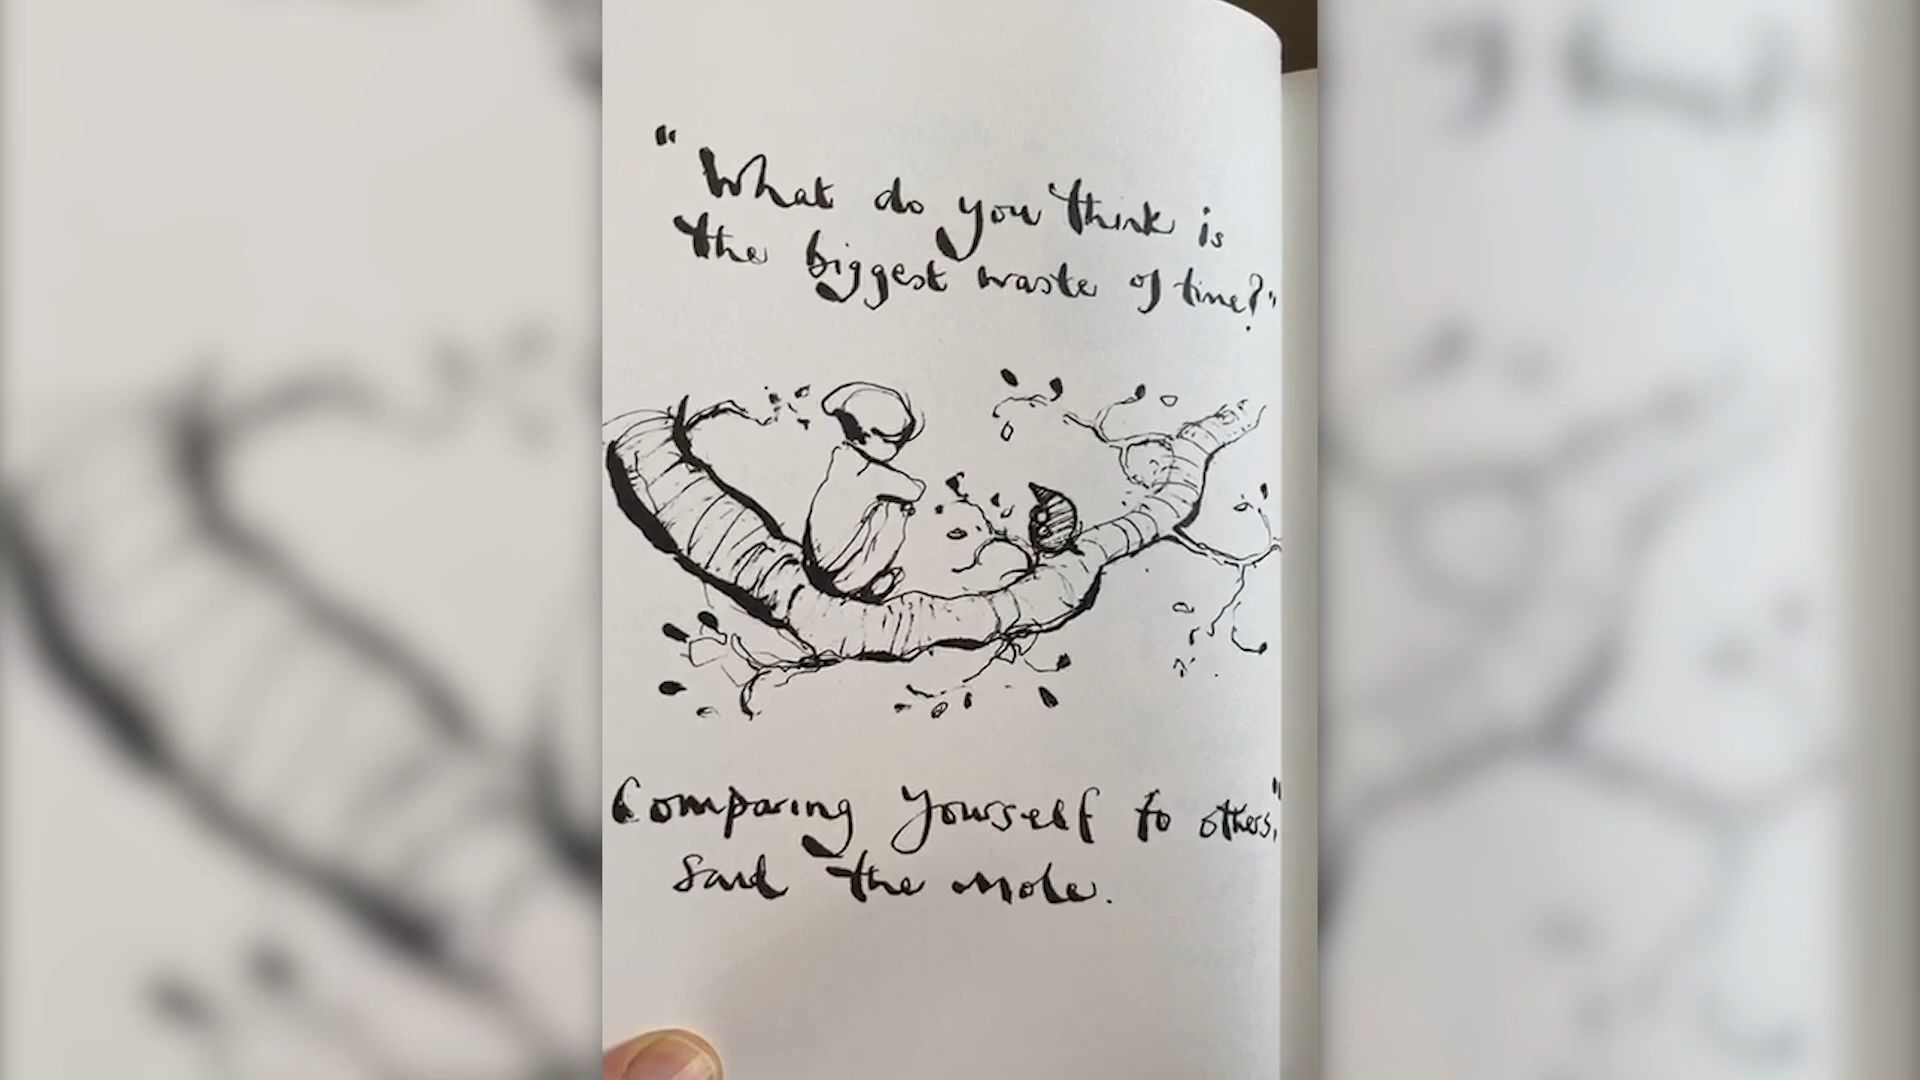 "What do you think is
the biggest waste of time?"
Comparing yourself to others,"
said the mole.